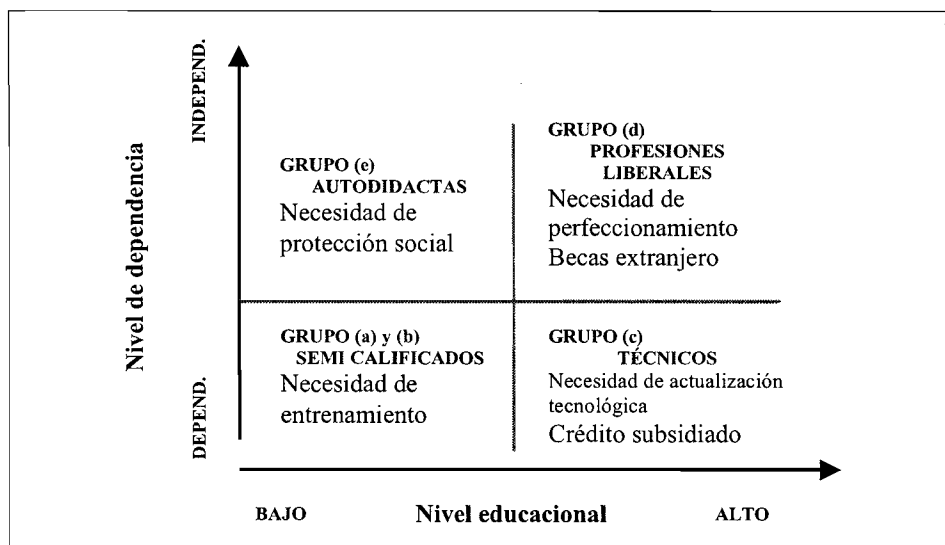 INDEPEND.
Nivel de dependencia
DEPEND.
GRUPO (e)
AUTODIDACTAS
Necesidad de
protección social
GRUPO (d)
PROFESIONES
LIBERALES
Necesidad de
perfeccionamiento
Becas extranjero
GRUPO (a) y (b)
SEMI CALIFICADOS
Necesidad de
entrenamiento
GRUPO (c)
TÉCNICOS
Necesidad de actualización
tecnológica
Crédito subsidiado
BAJO
Nivel educacional
ALTO